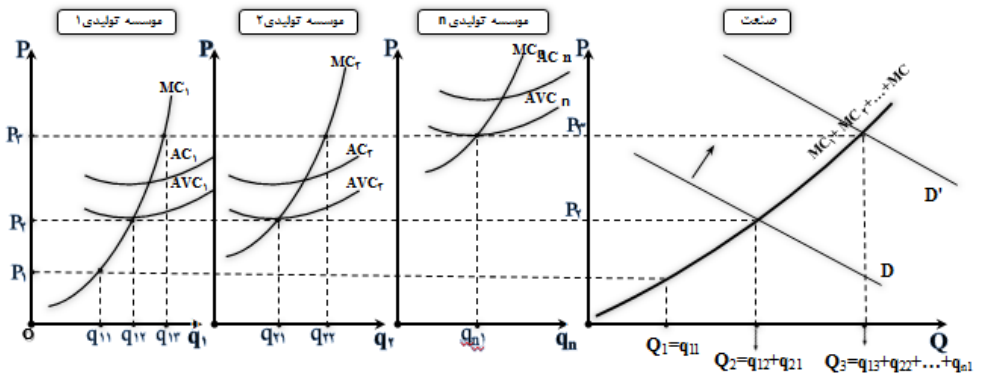 موسسه تولیدی۱
موسسه تولیدی۲
موسسه تولیدی n
صنعت
P
MC۱
P۳
AC۱
AVC۱
P۲
P۱
O
q۱۱
q۱۲
q۱۳
q۱
P
MC۲
AC۲
AVC۲
q۲۱
q۲۲
q۲
P
MCn
AC n
AVC n
qn۱
qn
P
P۳
P۲
MC۱+MC۲+...+MC
D'
D
Q
Q1=q11
Q2=q12+q21
Q3=q13+q22+...+qn1